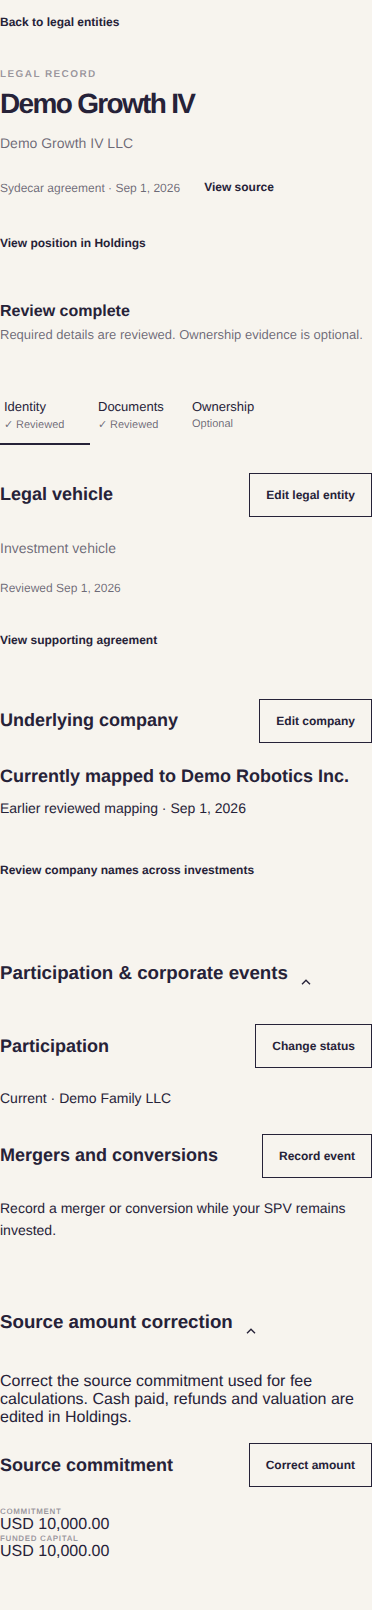 Back to legal entities
LEGAL RECORD
Demo Growth IV
Demo Growth IV LLC
Sydecar agreement · Sep 1, 2026 View source
View position in Holdings
Review complete
Required details are reviewed. Ownership evidence is optional.
Identity Documents Ownership
✓ Reviewed ✓ Reviewed Optional
Legal vehicle Edit legal entity
Investment vehicle
Reviewed Sep 1, 2026
View supporting agreement
Underlying company Edit company
Currently mapped to Demo Robotics Inc.
Earlier reviewed mapping · Sep 1, 2026
Review company names across investments
Participation & corporate events
Participation Change status
Current · Demo Family LLC
Mergers and conversions Record event
Record a merger or conversion while your SPV remains
invested.
Source amount correction
Correct the source commitment used for fee
calculations. Cash paid, refunds and valuation are
edited in Holdings.
Source commitment Correct amount
COMMITMENT
USD 10,000.00
FUNDED CAPITAL
USD 10,000.00